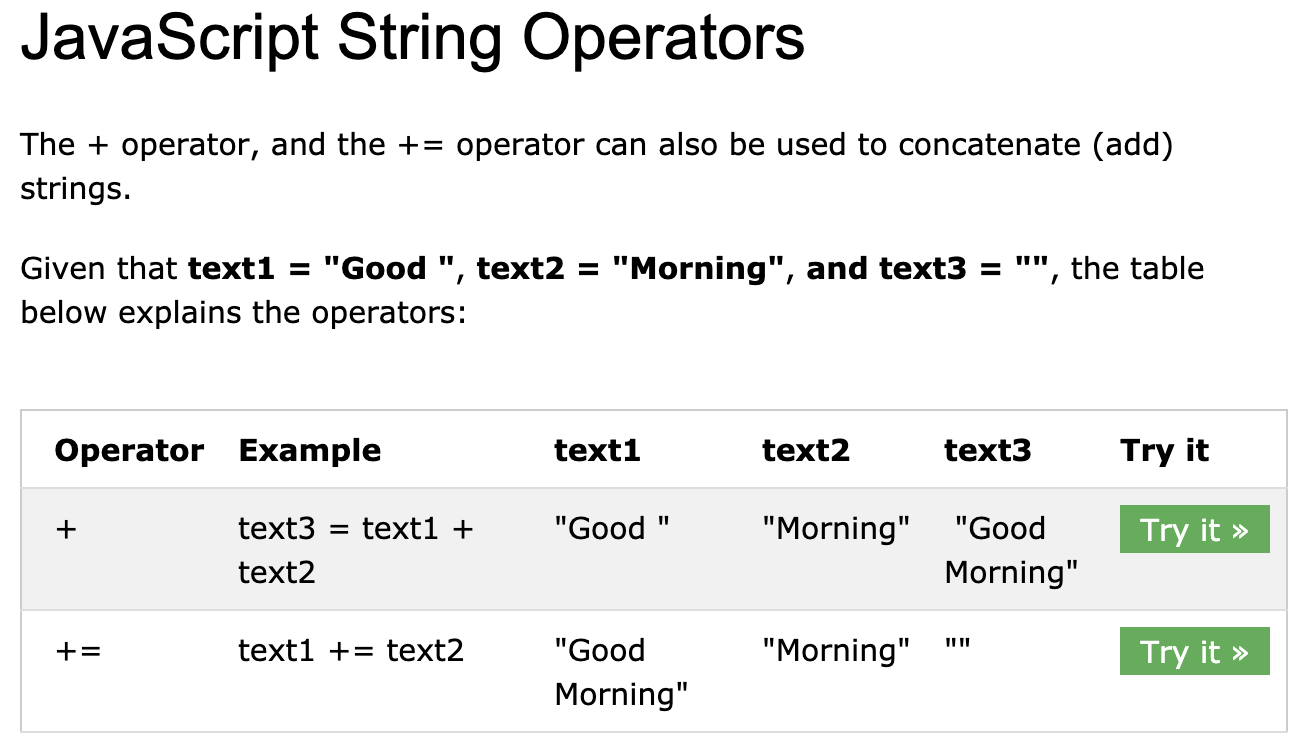 JavaScript String Operators
The + operator, and the += operator can also be used to concatenate (add)
strings.
Given that text1 = "Good ", text2 = "Morning", and text3 = "", the table
below explains the operators:
Operator Example text1 text2 text3 Try it
+ text3 = text1 + "Good " "Morning" "Good Try it »
text2 Morning"
+= text1 += text2 "Good "Morning" "" Try it »
Morning"